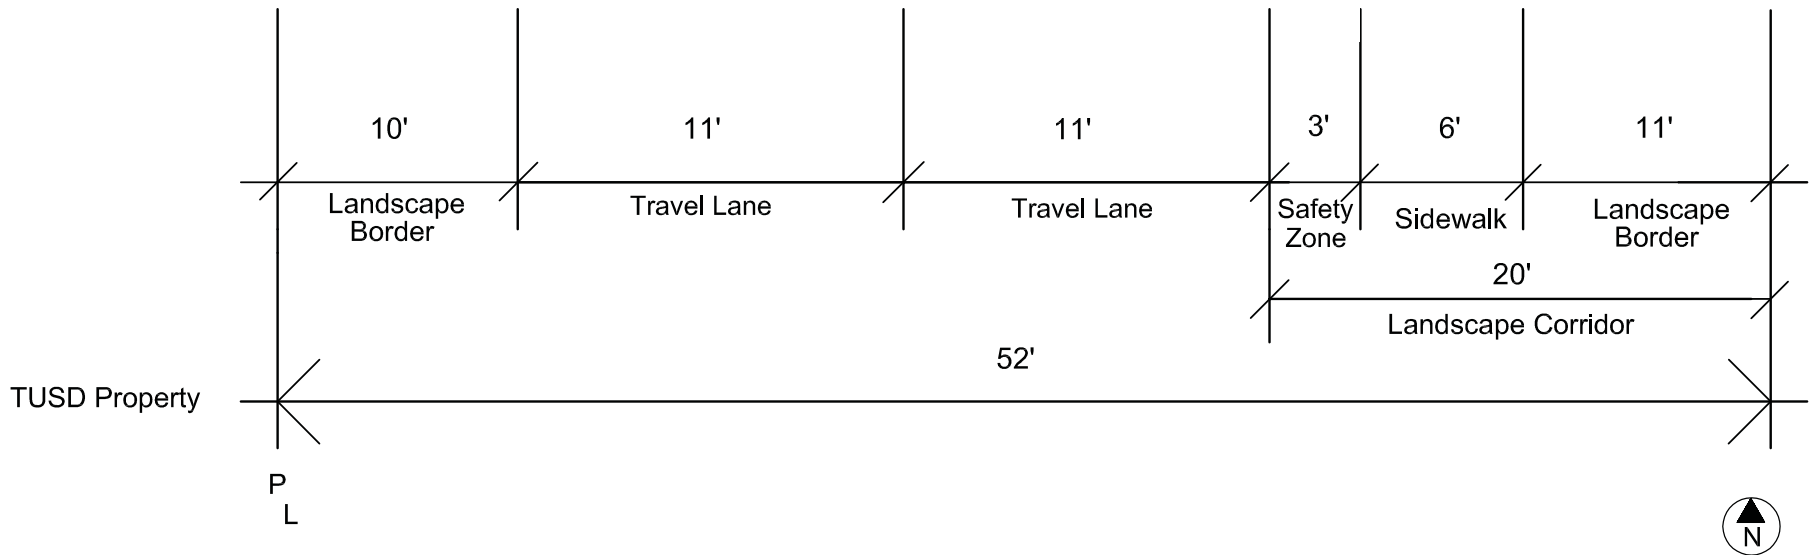 10'
11'
11'
3'
6'
11'
Landscape
Border
Travel Lane
Travel Lane
Safety
Zone
Sidewalk
Landscape
Border
20'
Landscape Corridor
52'
TUSD Property
P
L
N